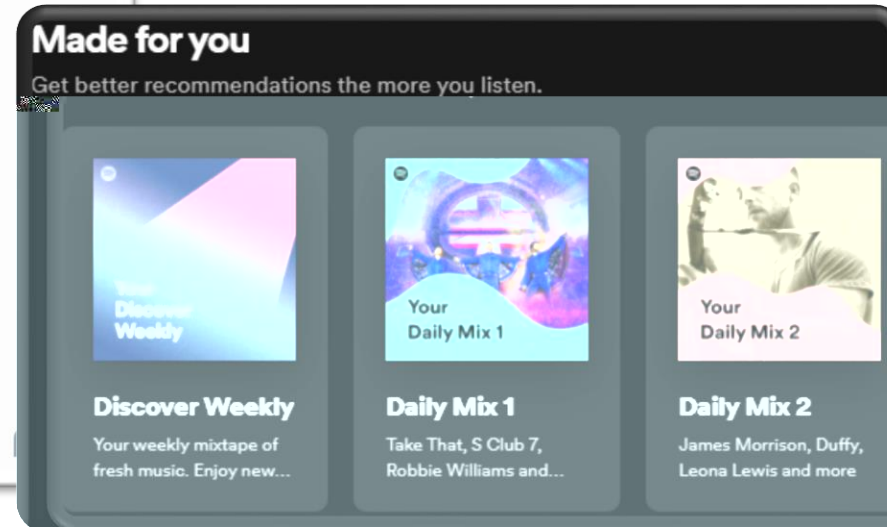 Made for you
Get better recommendations the more you listen.
Your
Discover
Weekly
Your
Daily Mix 1
Your
Daily Mix 2
Discover Weekly
Your weekly mixtape of
fresh music. Enjoy new...
Daily Mix 1
Take That, S Club 7,
Robbie Williams and...
Daily Mix 2
James Morrison, Duffy,
Leona Lewis and more